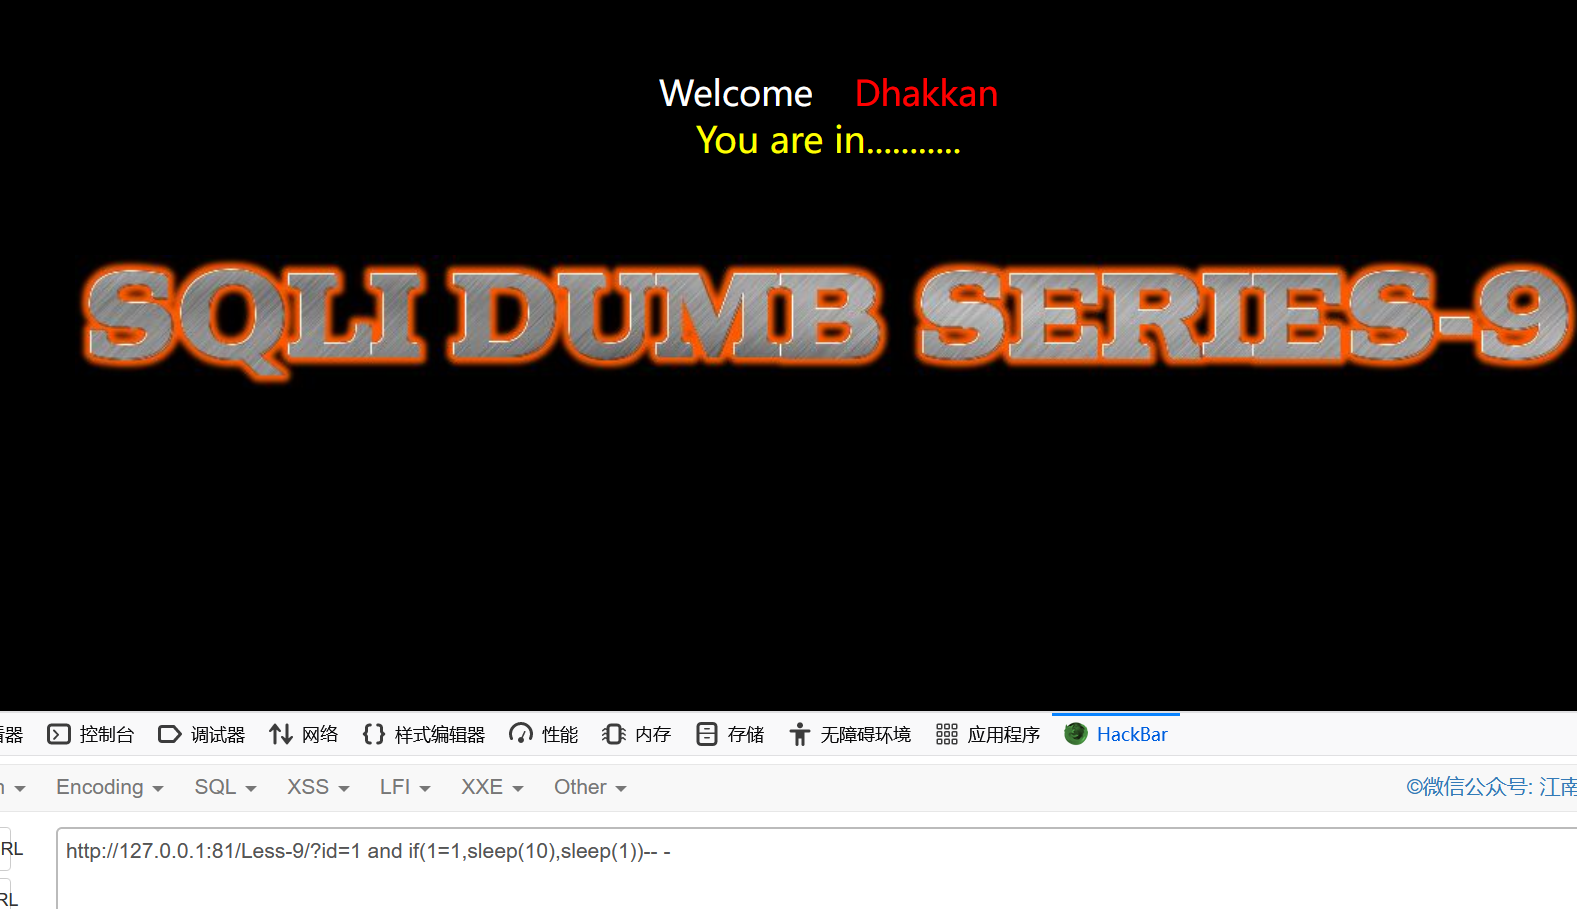 Welcome Dhakkan
You are in...........
SQLI DUMB SERIES-9
控制台 调试器 网络 样式编辑器 性能 内存 存储 无障碍环境 应用程序 HackBar
Encoding SQL XSS LFI XXE Other ©微信公众号: 江南
RL http://127.0.0.1:81/Less-9/?id=1 and if(1=1,sleep(10),sleep(1))-- -
RL